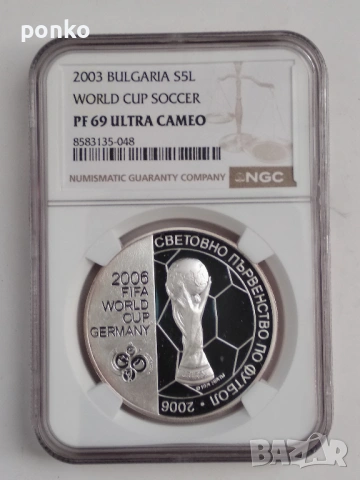 ponko
2003 BULGARIA S5L
WORLD CUP SOCCER
PF 69 ULTRA CAMEO
8583135-048
NUMISMATIC GUARANTY COMPANY
NGC
СВЕТОВНО ПЪРВЕНСТВО ПО ФУТБОЛ • 2006
2006
FIFA
WORLD
CUP
GERMANY
BAZAR